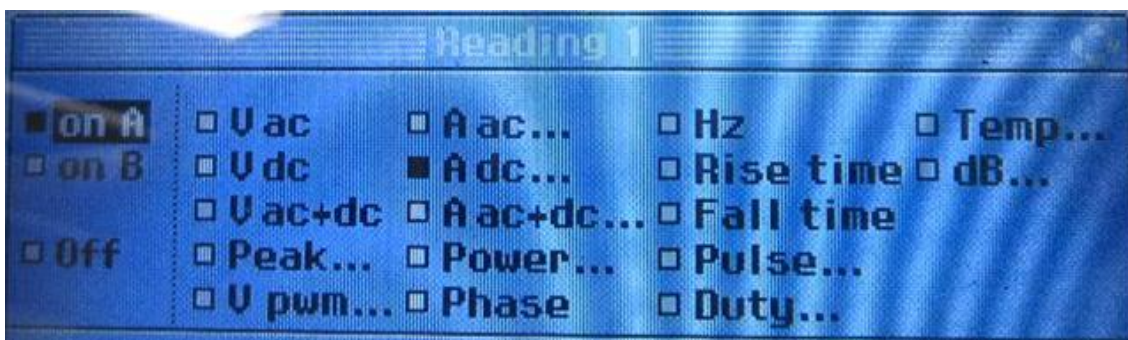 Reading 1
on A V ac A ac... Hz Temp...
on B V dc A dc... Rise time dB...
V ac+dc A ac+dc... Fall time
Off Peak... Power... Pulse...
V pwm... Phase Duty...